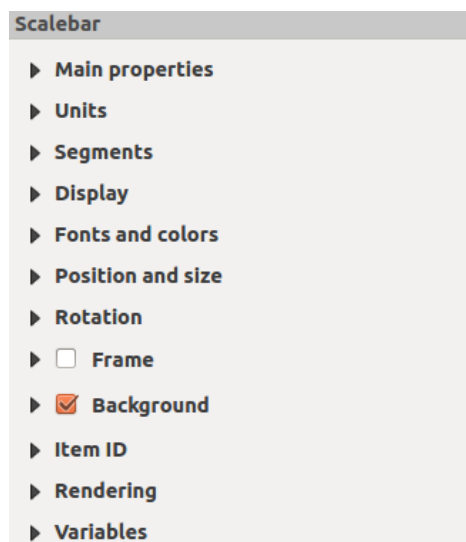 Scalebar
Main properties
Units
Segments
Display
Fonts and colors
Position and size
Rotation
Frame
Background
Item ID
Rendering
Variables